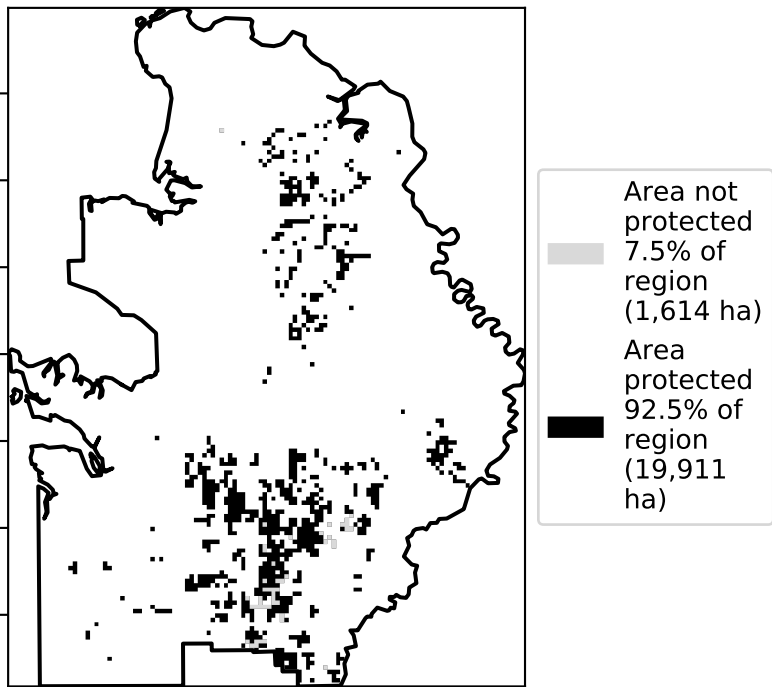 Area not
protected
7.5% of
region
(1,614 ha)
Area
protected
92.5% of
region
(19,911
ha)